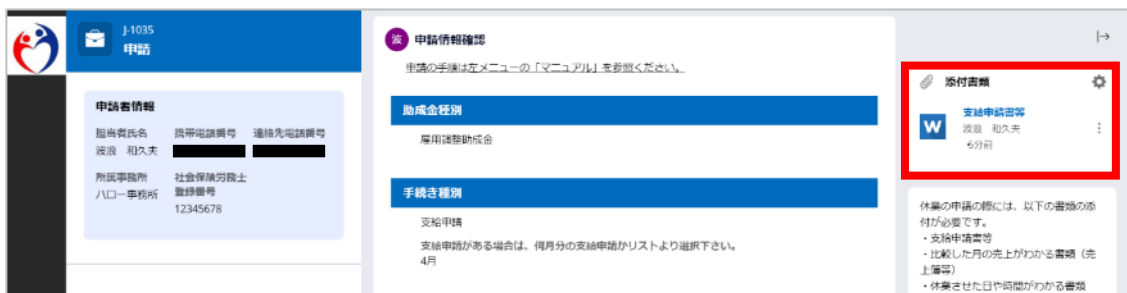 J-1035
申請
申請者情報
担当者氏名 携帯電話番号 連絡先電話番号
波浪 和久夫
所属事務所 社会保険労務士
登録番号
ハロー事務所
12345678
波 申請情報確認
申請の手順は左メニューの「マニュアル」を参照ください。
助成金種別
雇用調整助成金
手続き種別
支給申請
支給申請がある場合は、何月分の支給申請かリストより選択下さい。
4月
添付書類
W 支給申請書等
波浪 和久夫
6分前
休業の申請の際には、以下の書類の添
付が必要です。
・支給申請書等
・比較した月の売上がわかる書類（売
上簿等）
・休業させた日や時間がわかる書類